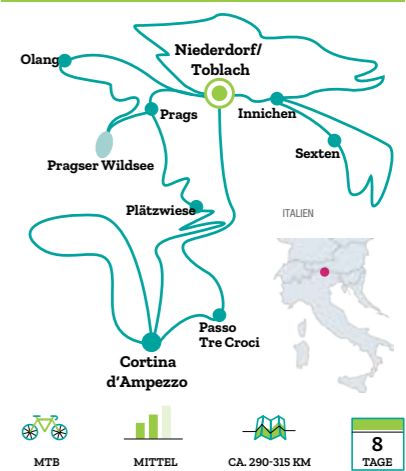 Niederdorf/
Toblach
Olang
Prags
Innichen
Sexten
Pragser Wildsee
Plätzwiese
ITALIEN
Passo
Tre Croci
Cortina
d'Ampezzo
MTB
MITTEL
CA. 290-315 KM
8
TAGE